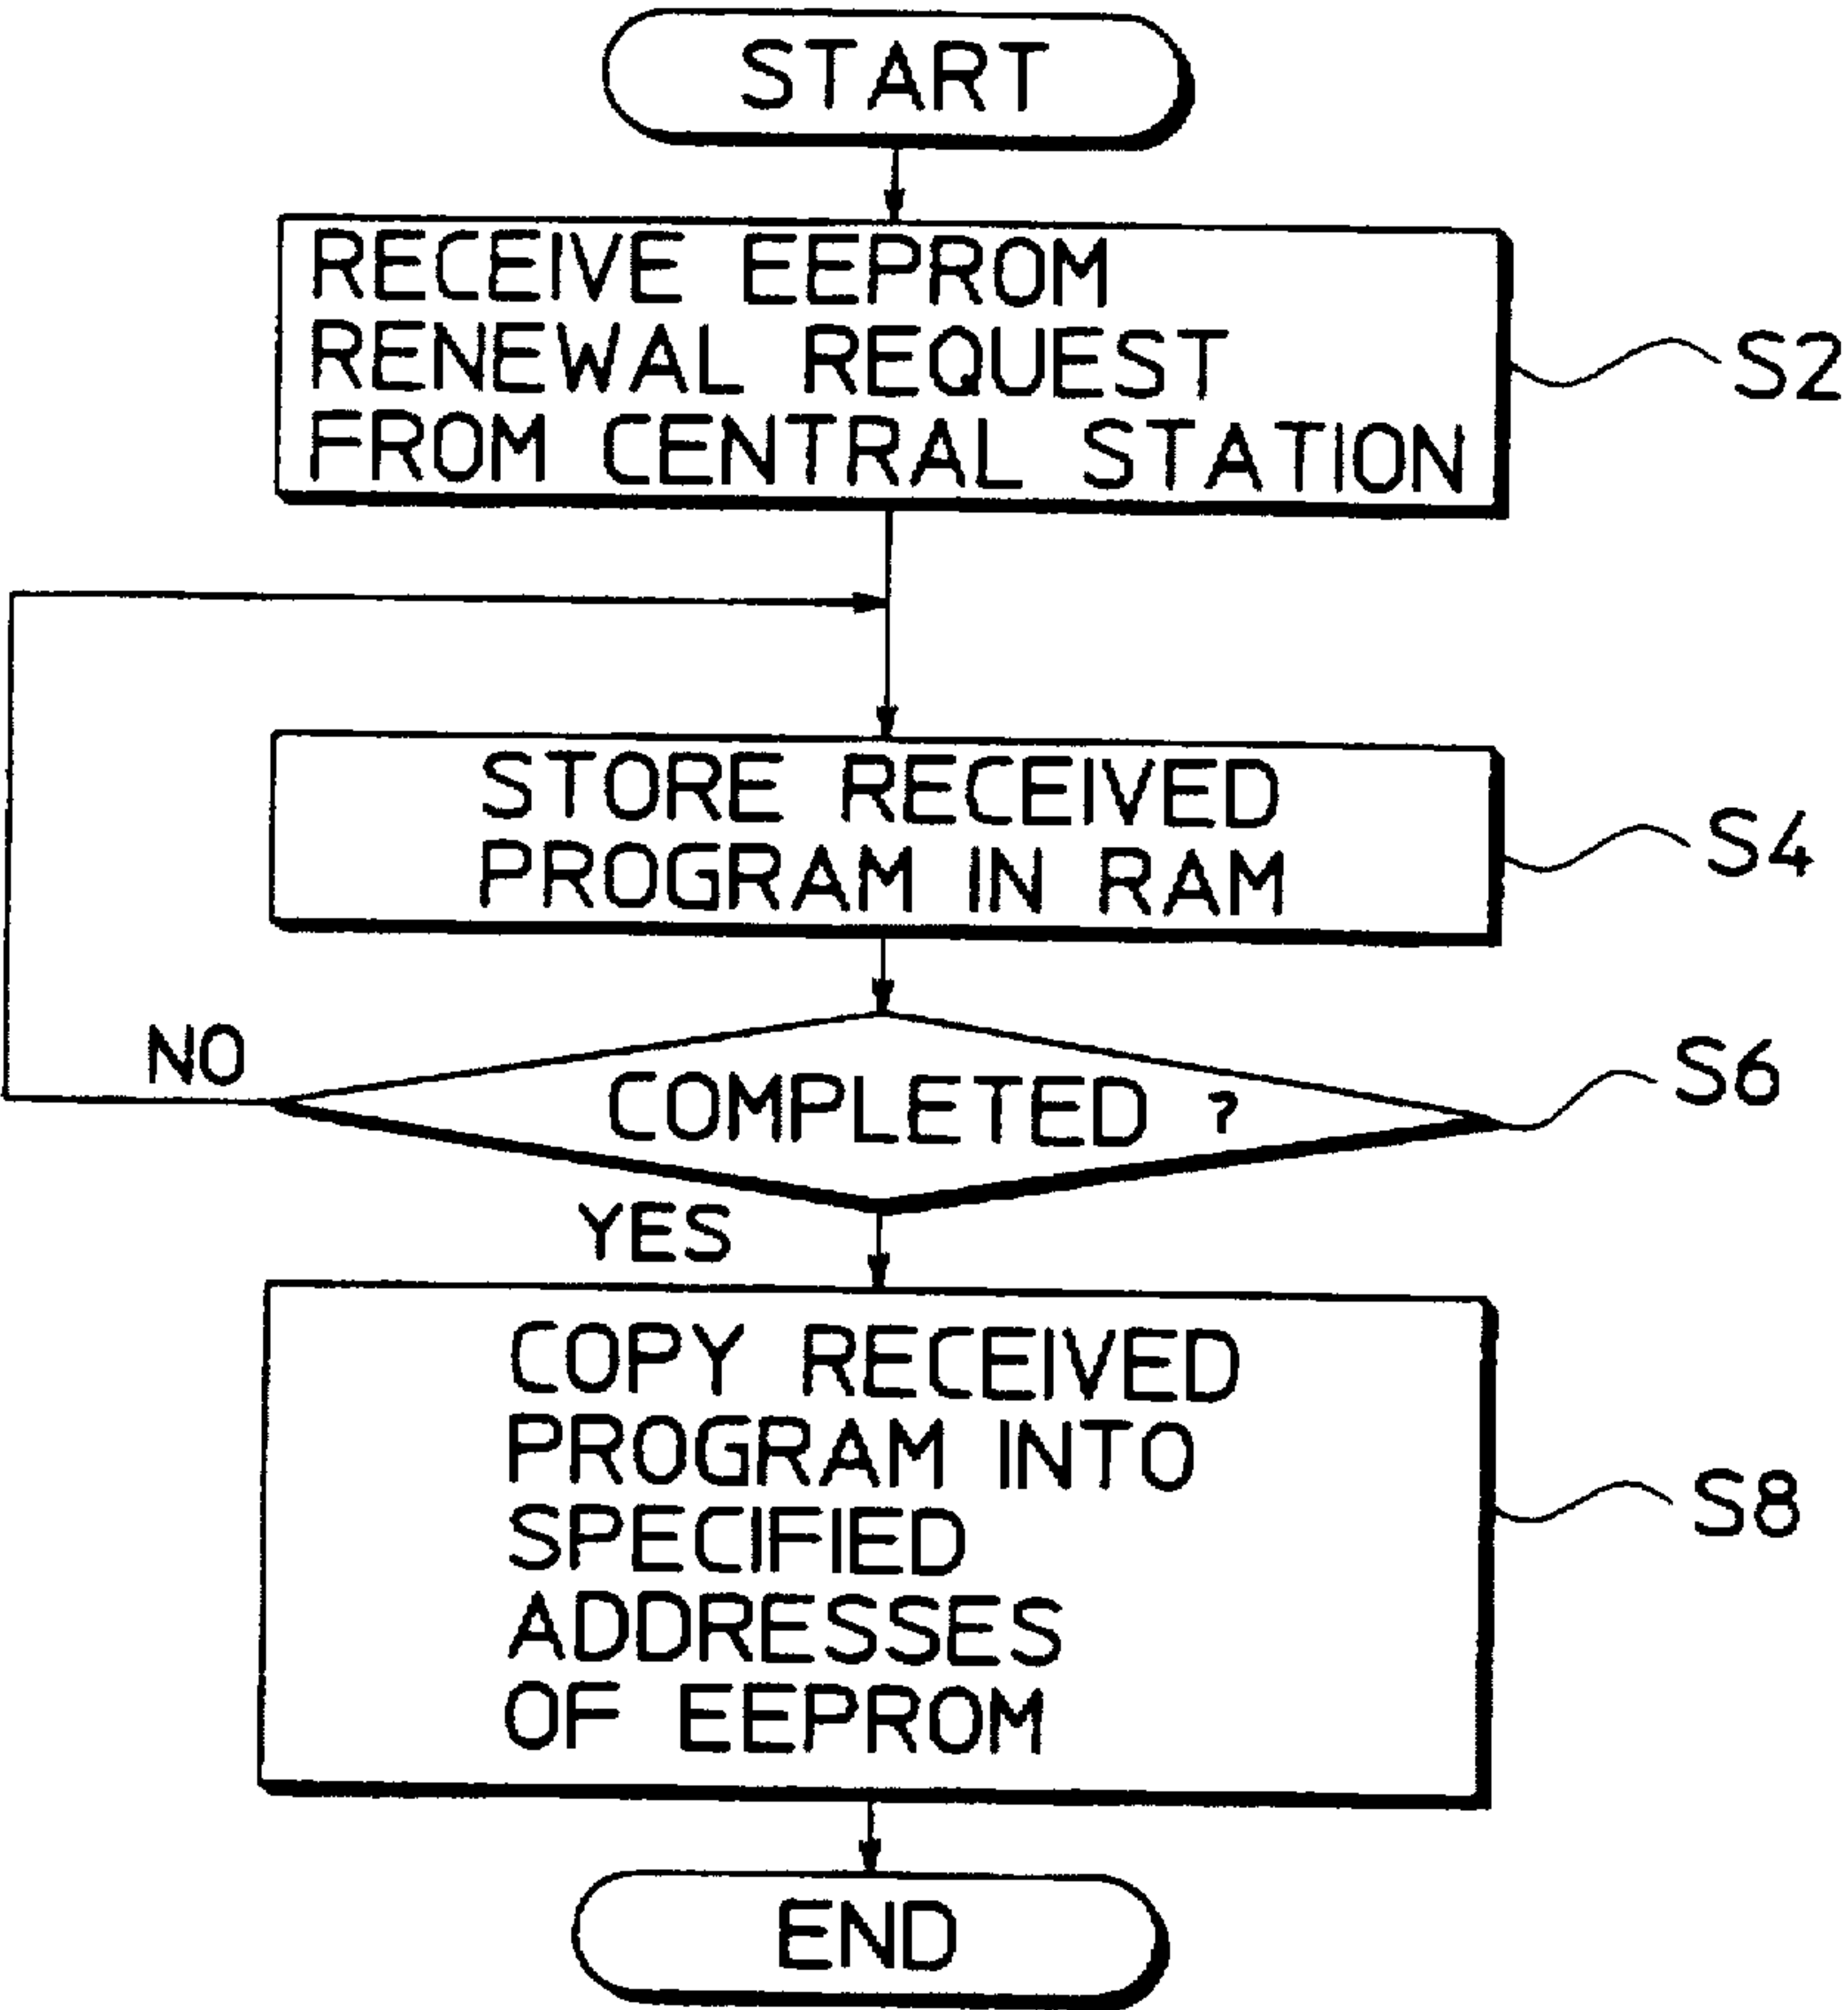 START
RECEIVE EEPROM
RENEWAL REQUEST
FROM CENTRAL STATION
S2
STORE RECEIVED
PROGRAM IN RAM
S4
NO
COMPLETED ?
S6
YES
COPY RECEIVED
PROGRAM INTO
SPECIFIED
ADDRESSES
OF EEPROM
S8
END